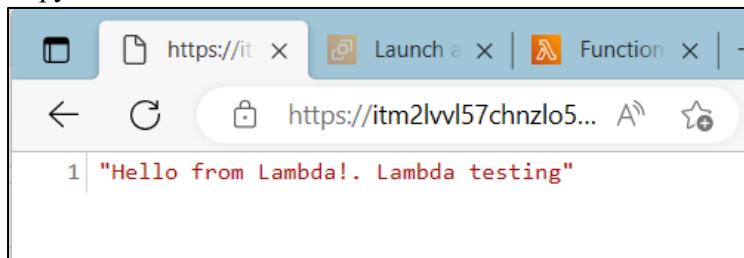 https://it
Launch a
Function
https://itm2lvvl57chnzlo5...
1 "Hello from Lambda!. Lambda testing"